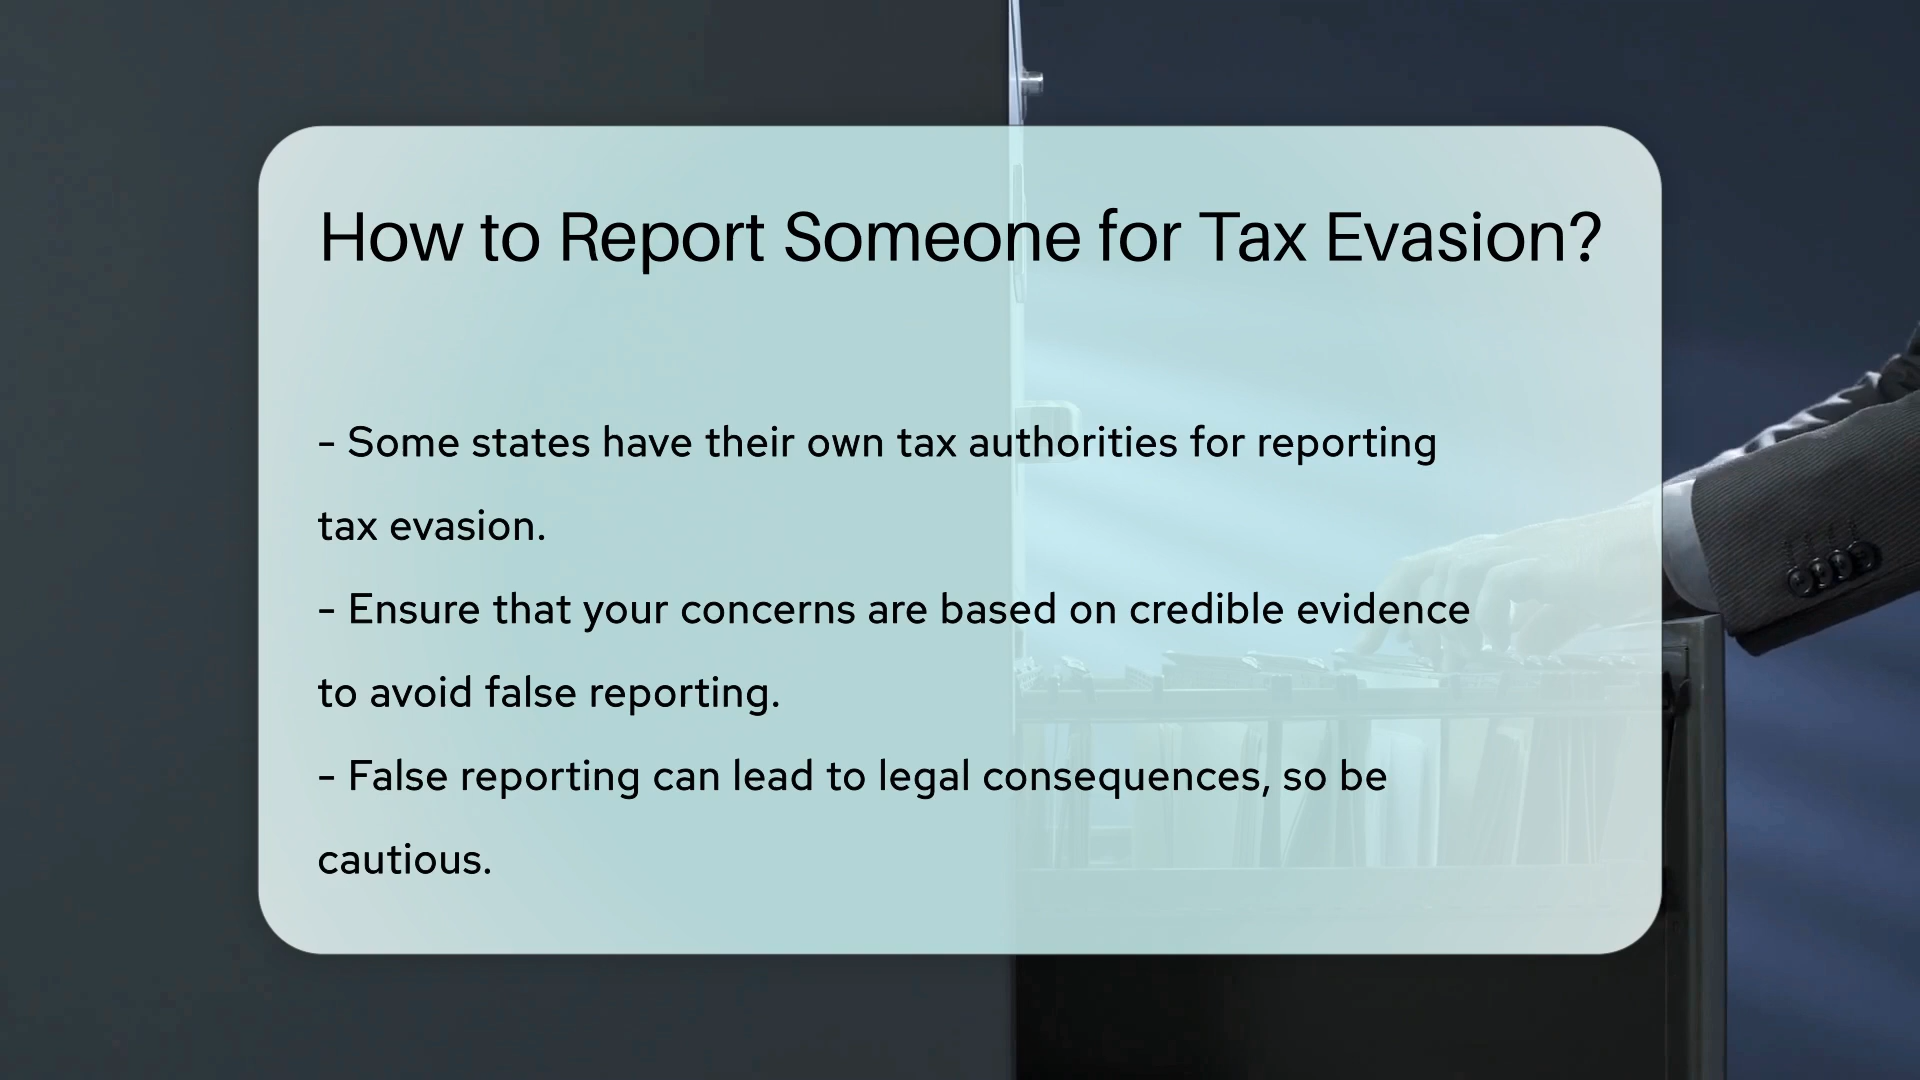 How to Report Someone for Tax Evasion?
- Some states have their own tax authorities for reporting
tax evasion.
- Ensure that your concerns are based on credible evidence
to avoid false reporting.
- False reporting can lead to legal consequences, so be
cautious.